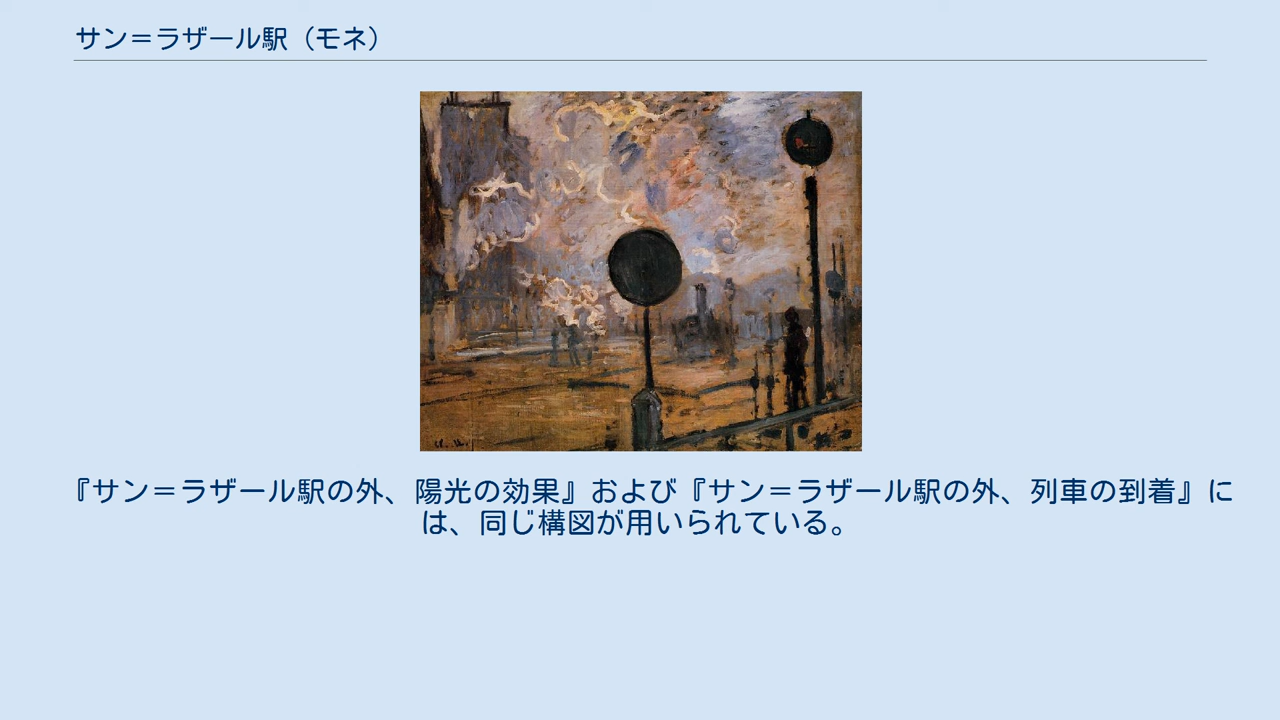 サン＝ラザール駅（モネ）
『サン＝ラザール駅の外、陽光の効果』および『サン＝ラザール駅の外、列車の到着』に
は、同じ構図が用いられている。